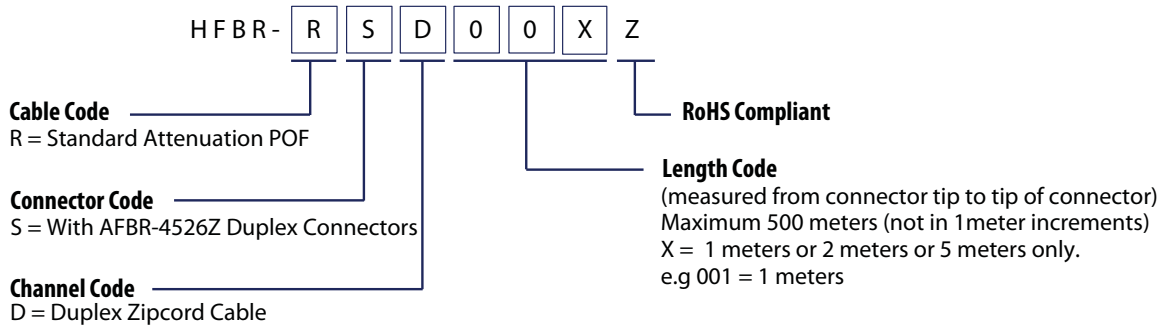 HFBR- R S D 0 0 X Z
Cable Code
R = Standard Attenuation POF
Connector Code
S = With AFBR-4526Z Duplex Connectors
Channel Code
D = Duplex Zipcord Cable
RoHS Compliant
Length Code
(measured from connector tip to tip of connector)
Maximum 500 meters (not in 1meter increments)
X = 1 meters or 2 meters or 5 meters only.
e.g 001 = 1 meters